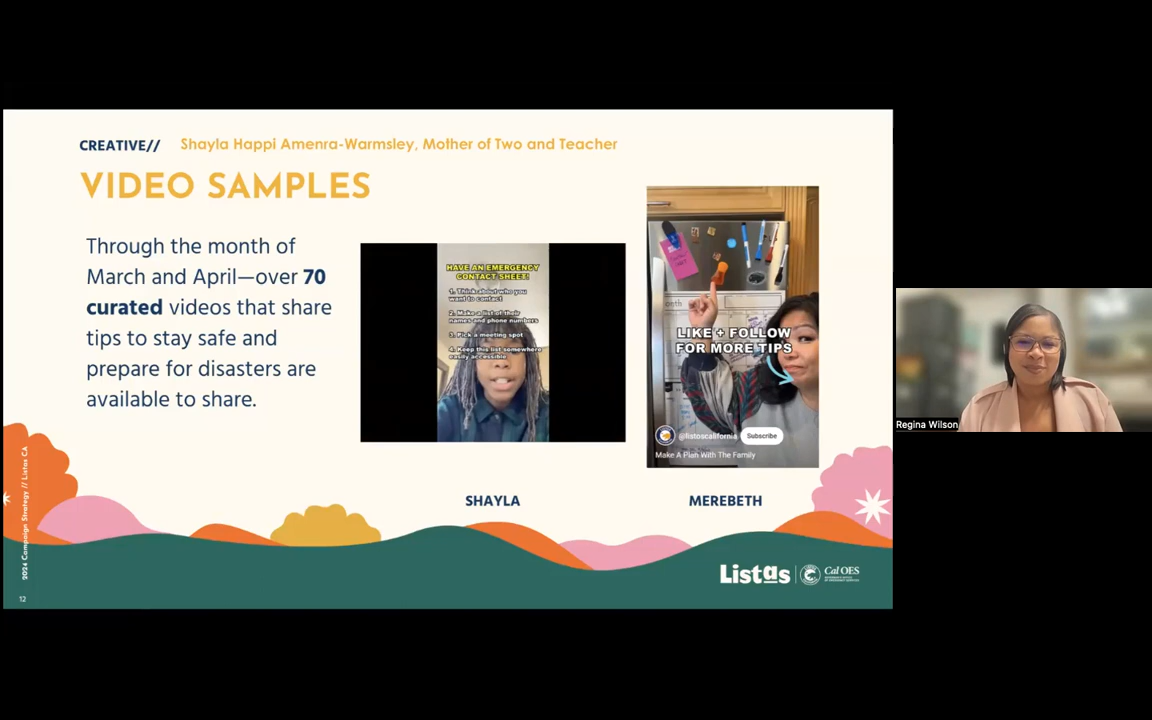 CREATIVE// Shayla Happi Amenra-Warmsley, Mother of Two and Teacher
VIDEO SAMPLES
Through the month of
March and April—over 70
curated videos that share
tips to stay safe and
prepare for disasters are
available to share.
HAVE AN EMERGENCY
CONTACT SHEET!
1. Think about who you
want to contact
2. Make a list of their
names and phone numbers
3. Pick a meeting spot
4. Keep this list somewhere
easily accessible
LIKE + FOLLOW
FOR MORE TIPS
@listoscalifornia Subscribe
Make A Plan With The Family
SHAYLA
MEREBETH
2024 Campaign Strategy // Listos CA
12
Listos
Cal OES
Regina Wilson